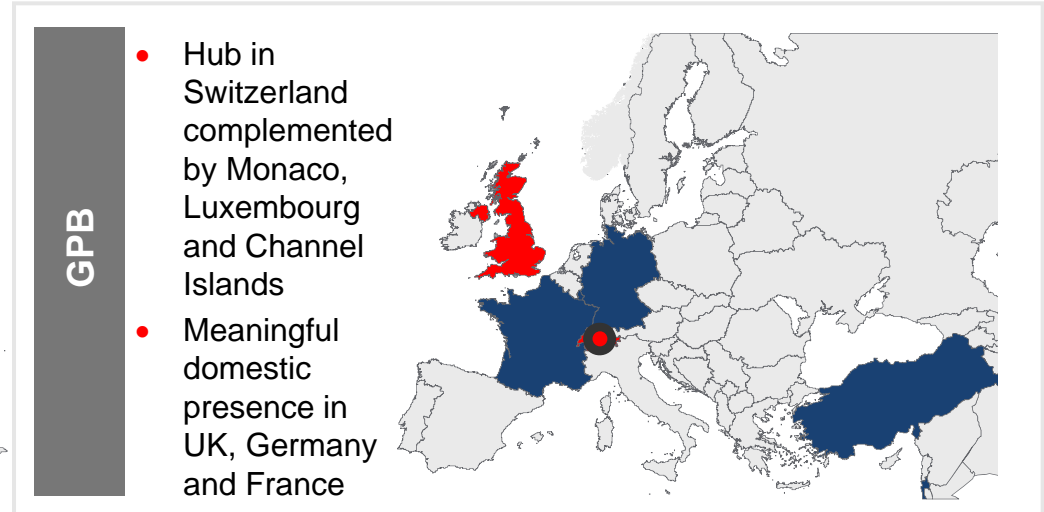 GPB
• Hub in
Switzerland
complemented
by Monaco,
Luxembourg
and Channel
Islands
• Meaningful
domestic
presence in
UK, Germany
and France